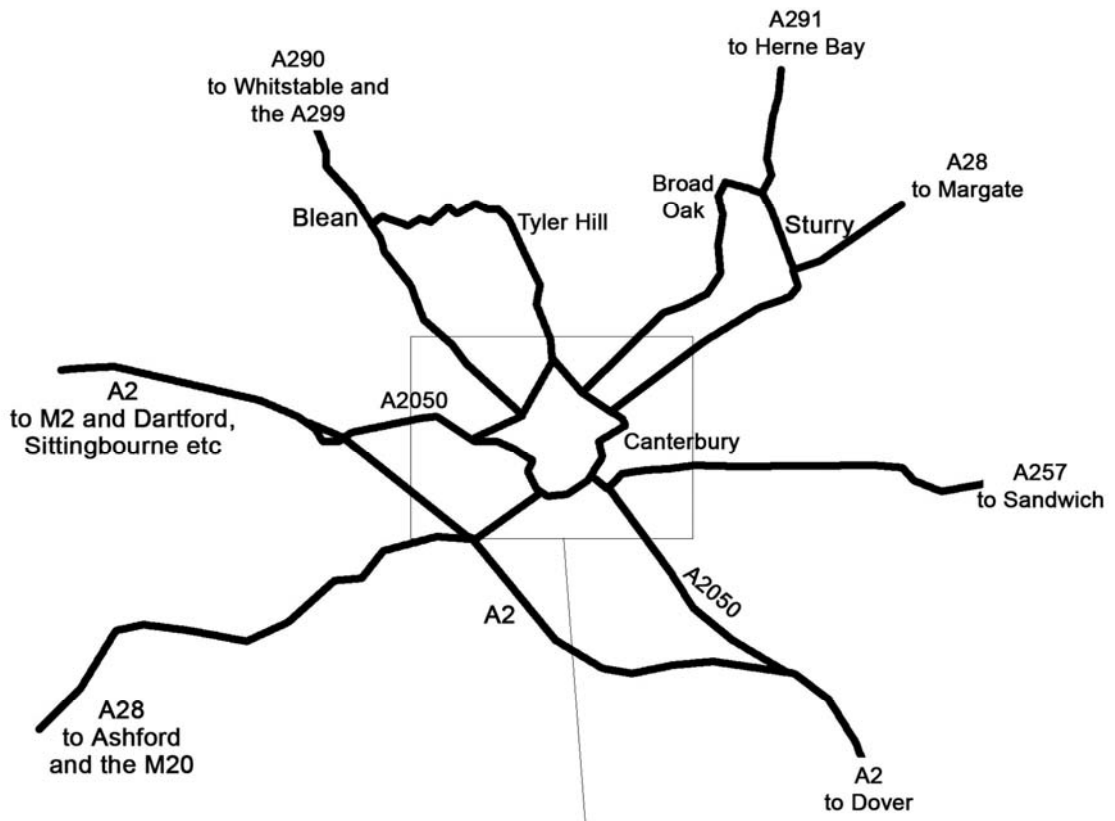 A291
to Herne Bay
A290
to Whitstable and
the A299
A28
to Margate
Broad
Oak
Blean
Tyler Hill
Sturry
A2
to M2 and Dartford,
Sittingbourne etc
A2050
Canterbury
A257
to Sandwich
A2050
A2
A28
to Ashford
and the M20
A2
to Dover